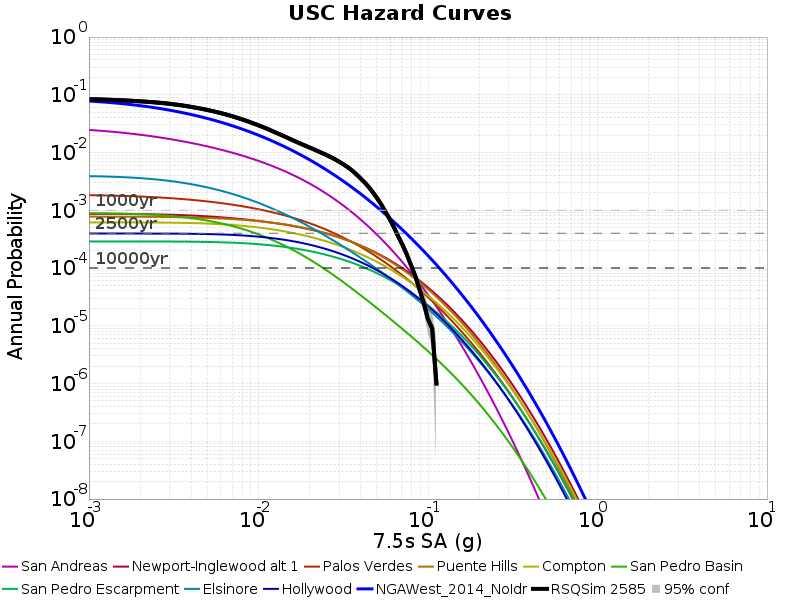 USC Hazard Curves
Annual Probability
10^0
10^-1
10^-2
10^-3
10^-4
10^-5
10^-6
10^-7
10^-8
1000yr
2500yr
10000yr
10^-3 10^-2 10^-1 10^0 10^1
7.5s SA (g)
San Andreas Newport-Inglewood alt 1 Palos Verdes Puente Hills Compton San Pedro Basin
San Pedro Escarpment Elsinore Hollywood NGAWest_2014_NoIdr RSQSim 2585 95% conf